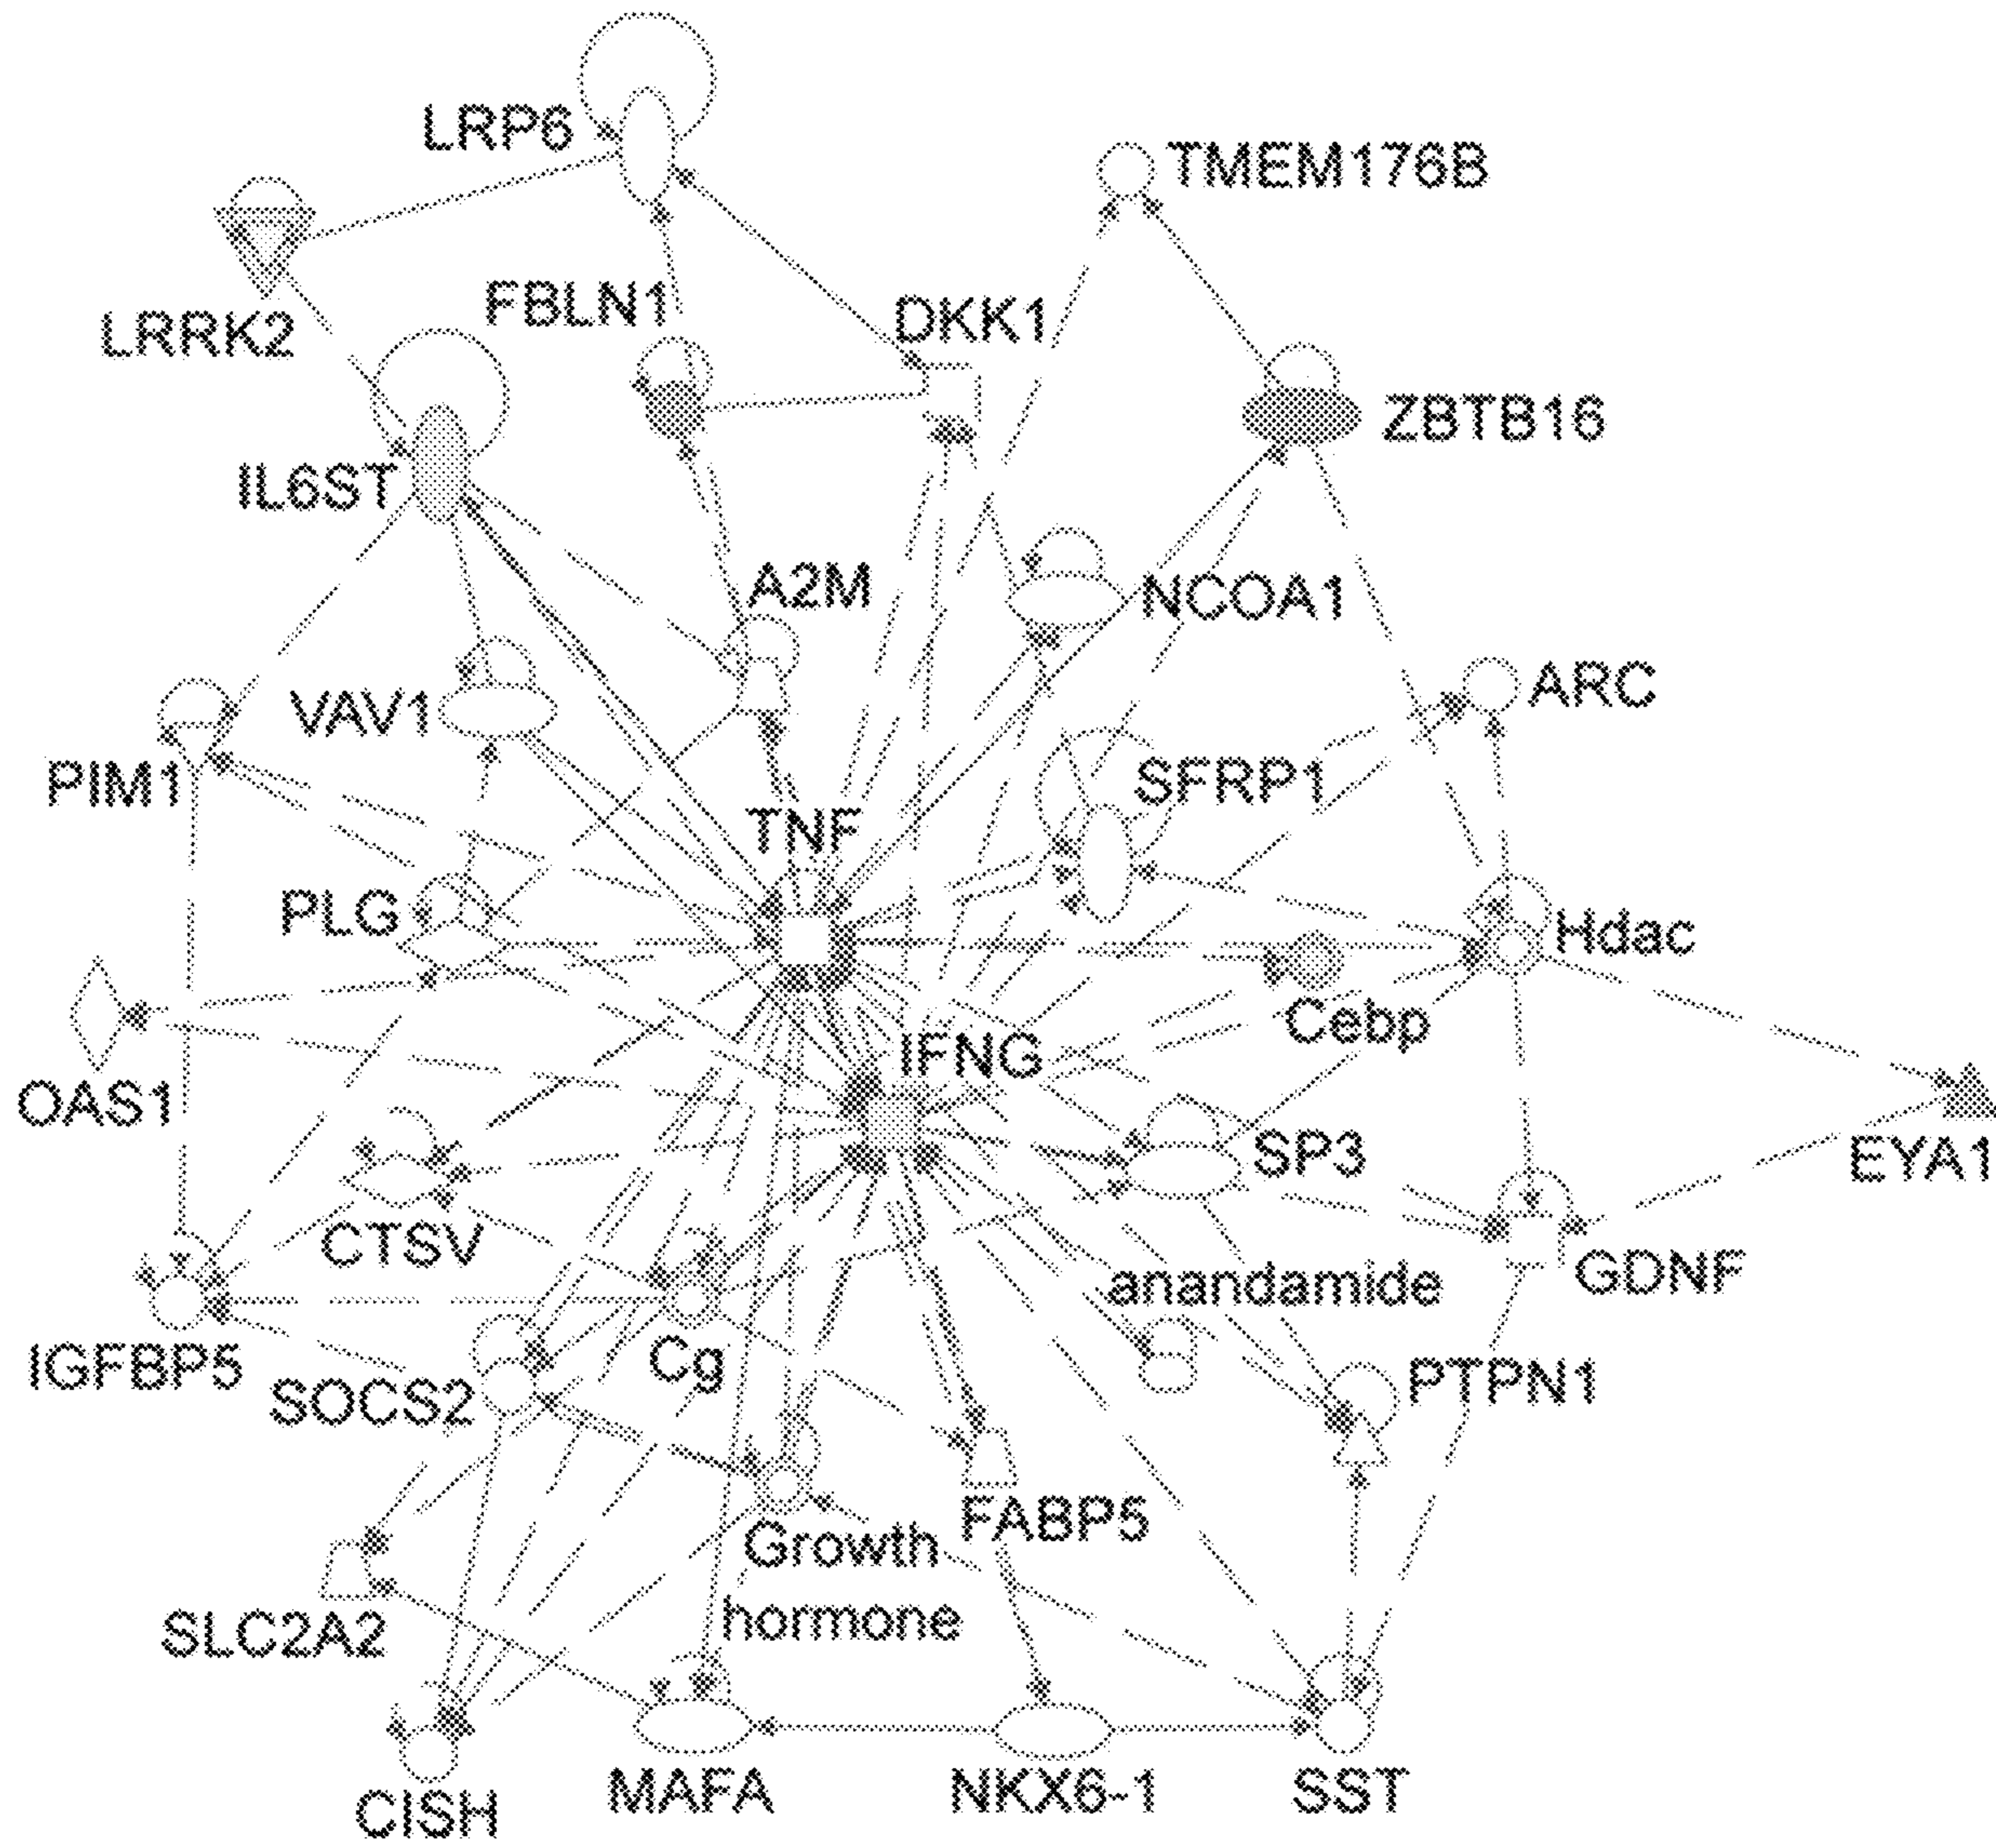 LRP6
TMEM176B
LRRK2
FBLN1
DKK1
ZBTB16
IL6ST
A2M
NCOA1
VAV1
ARC
PIM1
SFRP1
TNF
PLG
Hdac
Cebp
IFNG
OAS1
SP3
EYA1
CTSV
GDNF
anandamide
IGFBP5
Cg
SOCS2
PTPN1
FABP5
Growth
hormone
SLC2A2
MAFA
NKX6-1
SST
CISH